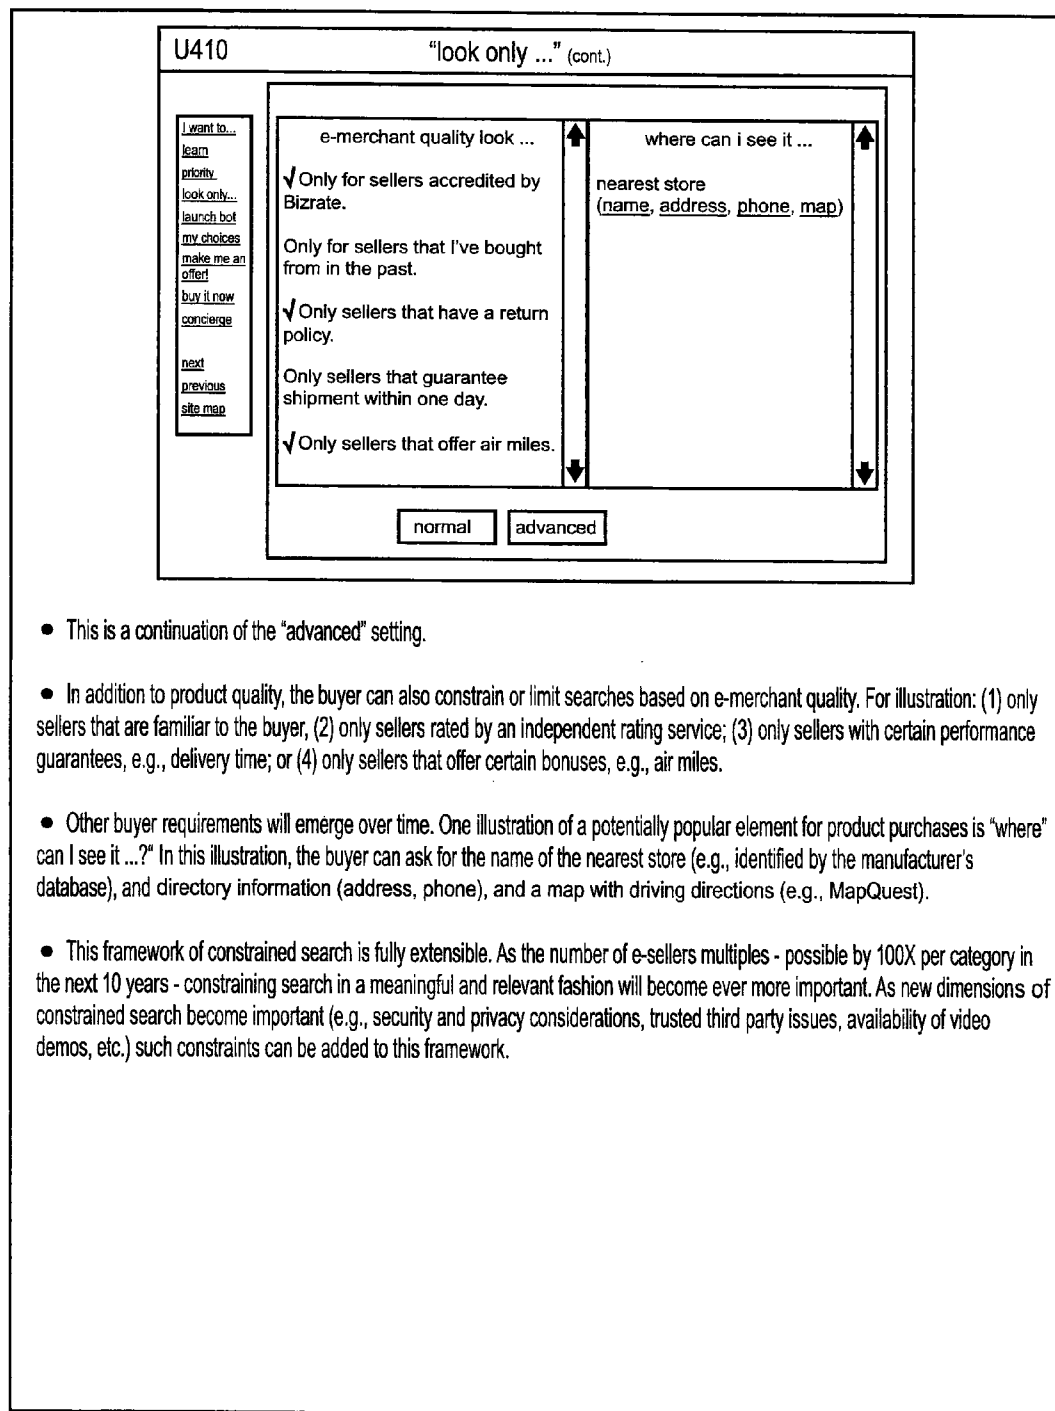 U410
"look only ..." (cont.)
I want to...
learn
priority
look only...
launch bot
my choices
make me an
offer!
buy it now
concierge
next
previous
site map
e-merchant quality look ...
√ Only for sellers accredited by
Bizrate.
Only for sellers that I've bought
from in the past.
√ Only sellers that have a return
policy.
Only sellers that guarantee
shipment within one day.
√ Only sellers that offer air miles.
where can i see it ...
nearest store
(name, address, phone, map)
normal
advanced
• This is a continuation of the "advanced" setting.
• In addition to product quality, the buyer can also constrain or limit searches based on e-merchant quality. For illustration: (1) only
sellers that are familiar to the buyer, (2) only sellers rated by an independent rating service; (3) only sellers with certain performance
guarantees, e.g., delivery time; or (4) only sellers that offer certain bonuses, e.g., air miles.
• Other buyer requirements will emerge over time. One illustration of a potentially popular element for product purchases is "where"
can I see it ...?" In this illustration, the buyer can ask for the name of the nearest store (e.g., identified by the manufacturer's
database), and directory information (address, phone), and a map with driving directions (e.g., MapQuest).
• This framework of constrained search is fully extensible. As the number of e-sellers multiples - possible by 100X per category in
the next 10 years - constraining search in a meaningful and relevant fashion will become ever more important. As new dimensions of
constrained search become important (e.g., security and privacy considerations, trusted third party issues, availability of video
demos, etc.) such constraints can be added to this framework.